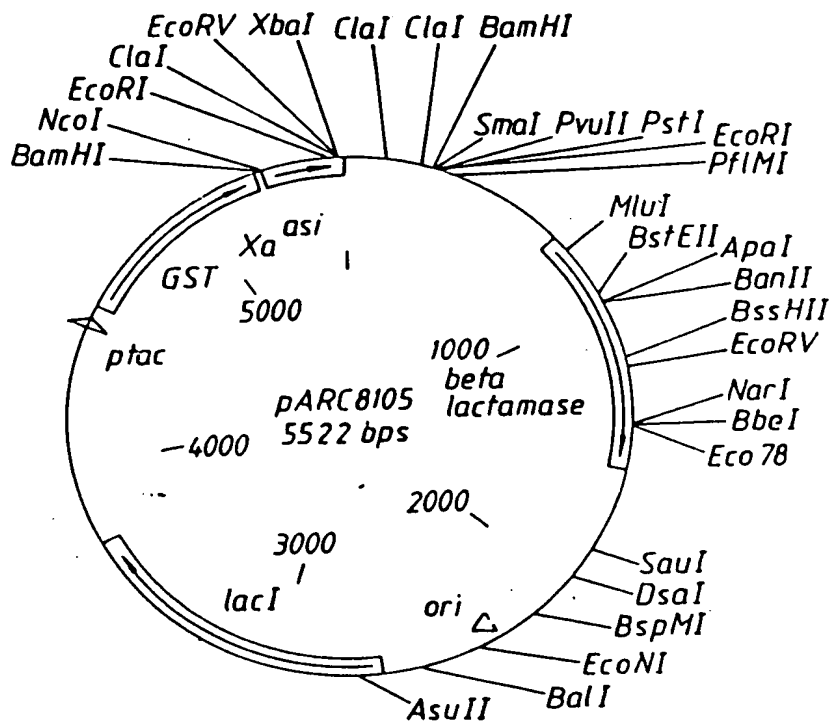 EcoRV XbaI ClaI ClaI BamHI
ClaI
EcoRI
NcoI
BamHI
SmaI PvuII PstI
EcoRI
PflMI
MluI
BstEII
ApaI
BanII
BssHII
EcoRV
NarI
BbeI
Eco78
SauI
DsaI
BspMI
EcoNI
BalI
AsuII
Xa asi
GST
5000
ptac
1000
beta
lactamase
pARC8105
5522 bps
4000
2000
3000
lacI
ori